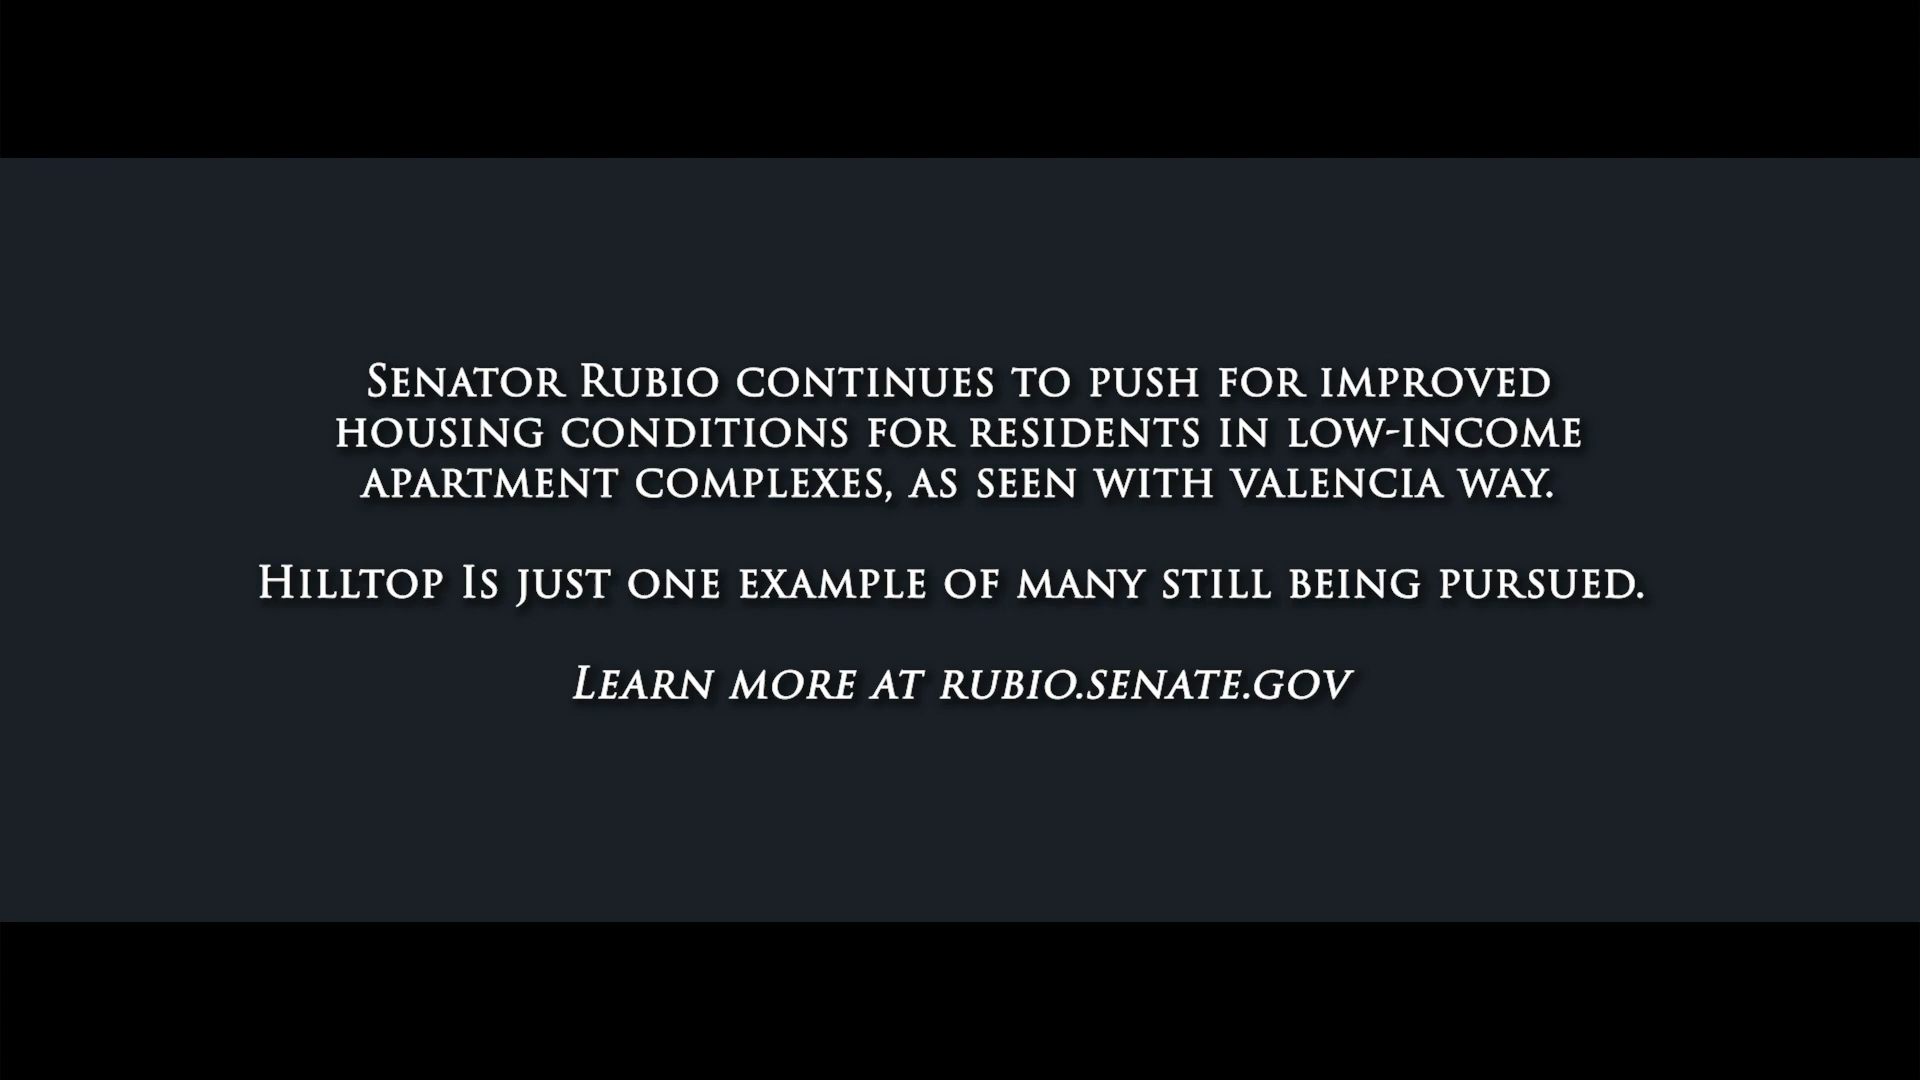 Senator Rubio continues to push for improved
housing conditions for residents in low-income
apartment complexes, as seen with valencia way.
Hilltop Is just one example of many still being pursued.
Learn more at rubio.senate.gov